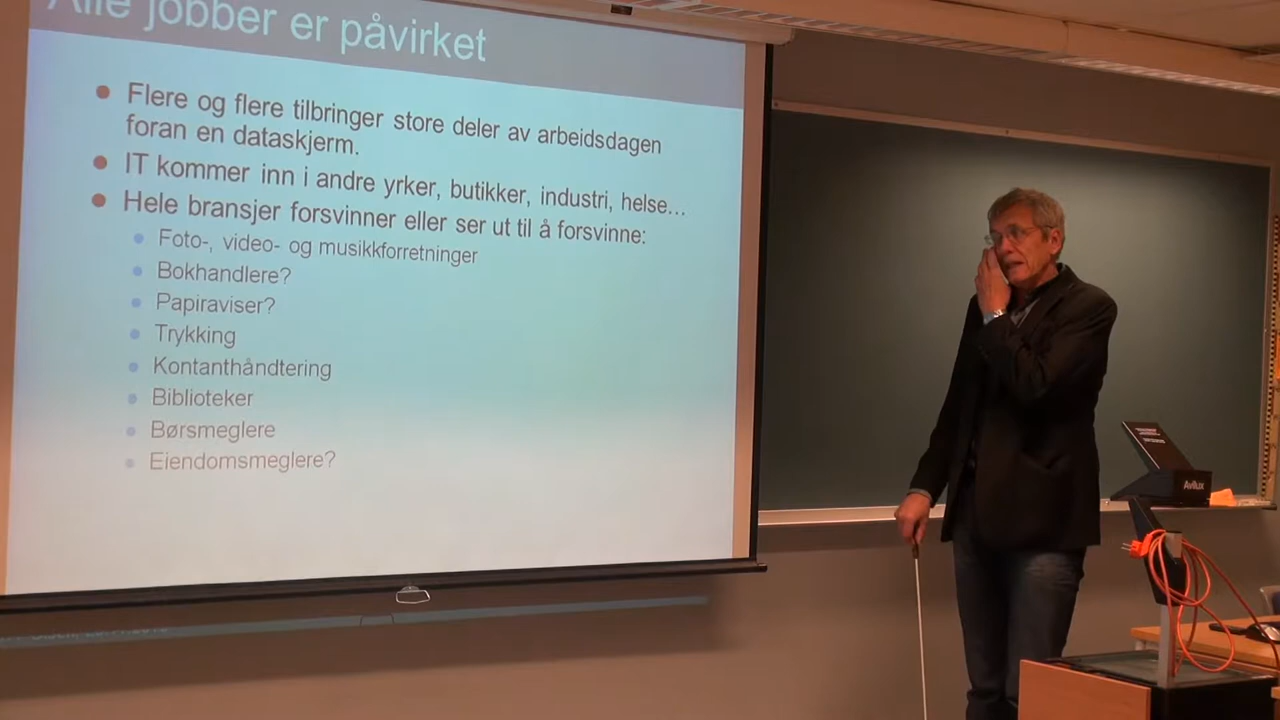 Alle jobber er påvirket
Flere og flere tilbringer store deler av arbeidsdagen
foran en dataskjerm.
IT kommer inn i andre yrker, butikker, industri, helse...
Hele bransjer forsvinner eller ser ut til å forsvinne:
Foto-, video- og musikkforretninger
Bokhandlere?
Papiraviser?
Trykking
Kontanthåndtering
Biblioteker
Børsmeglere
Eiendomsmeglere?
Avilux